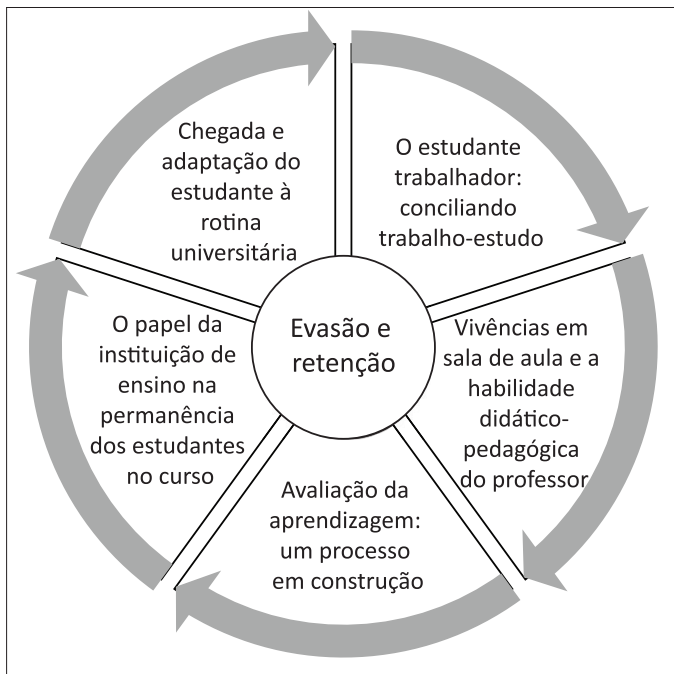 Chegada e
adaptação do
estudante à
rotina
universitária
O estudante
trabalhador:
conciliando
trabalho-estudo
Vivências em
sala de aula e a
habilidade
didático-
pedagógica
do professor
Avaliação da
aprendizagem:
um processo
em construção
O papel da
instituição de
ensino na
permanência
dos estudantes
no curso
Evasão e
retenção